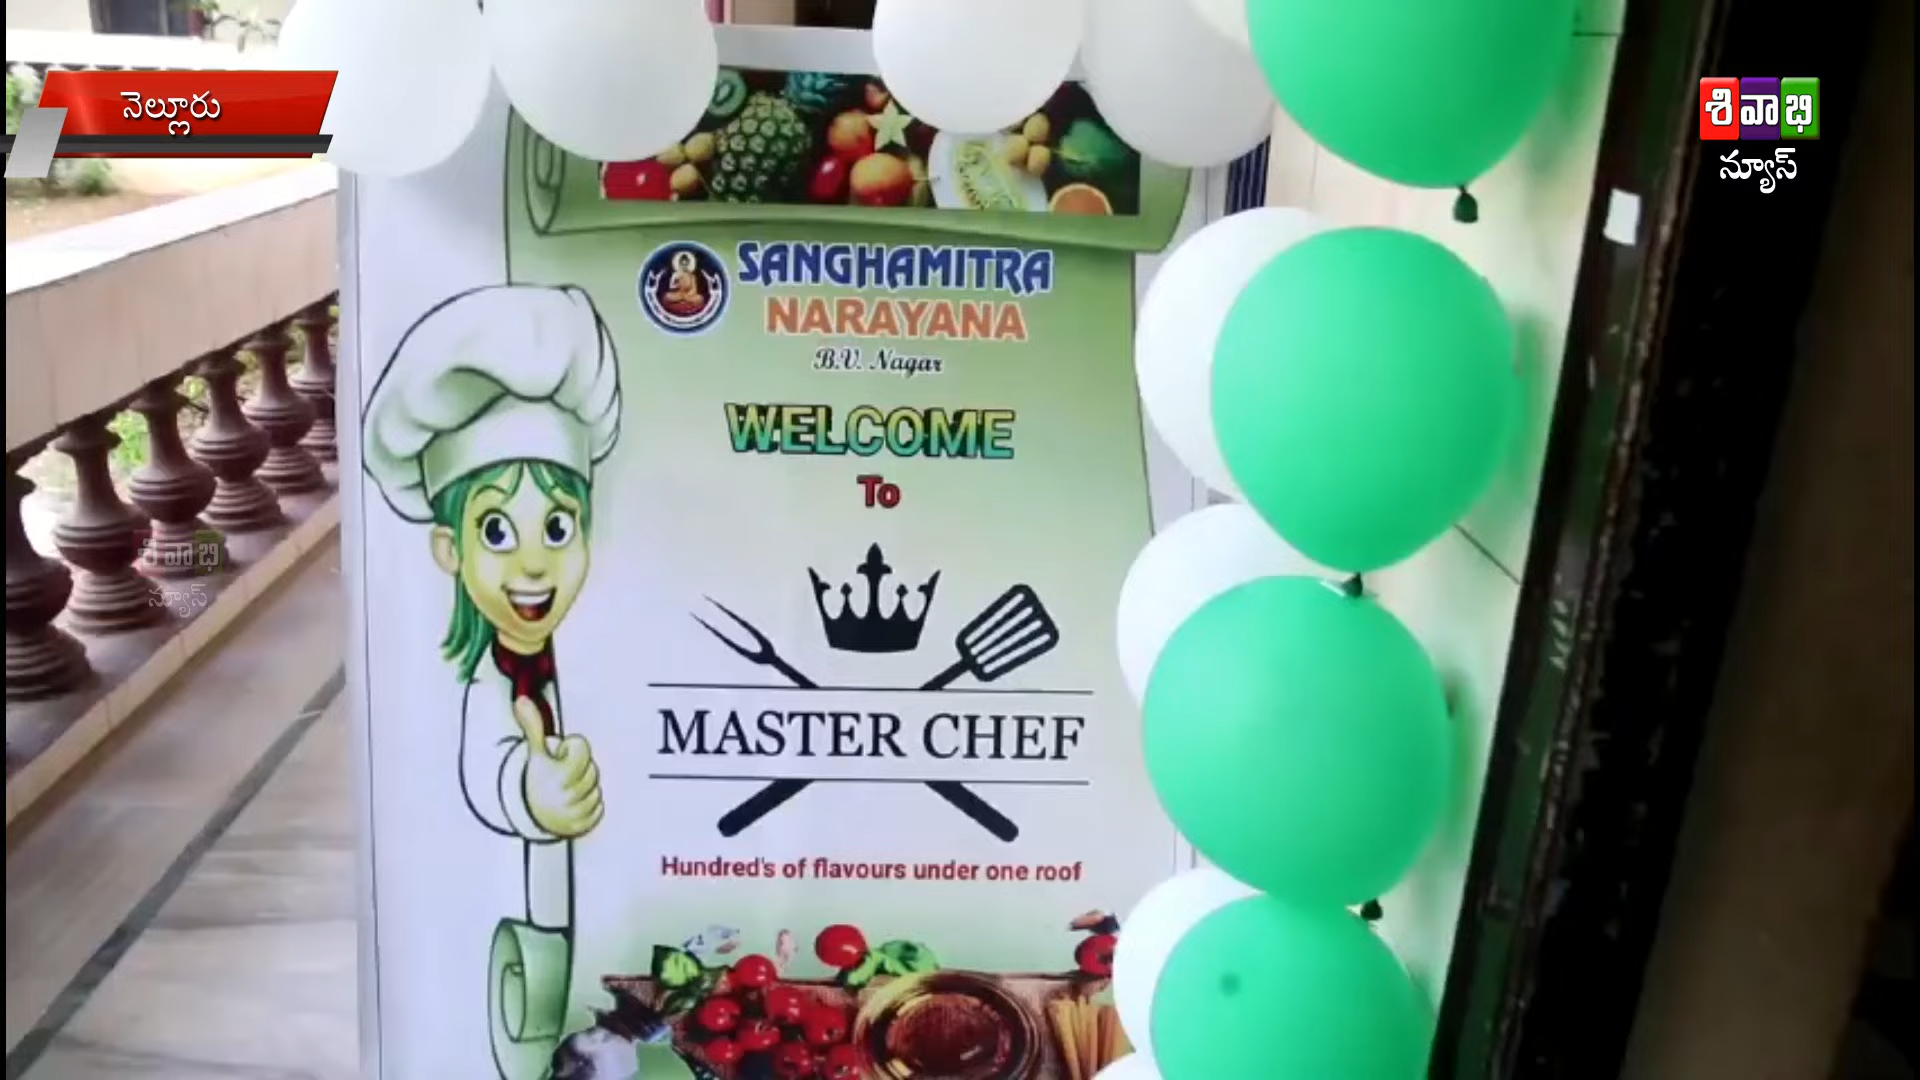 నెల్లూరు
శివాభి
న్యూస్
SANGHAMITRA
NARAYANA
B.V. Nagar
WELCOME
To
MASTER CHEF
Hundred's of flavours under one roof
శివాభి
న్యూస్